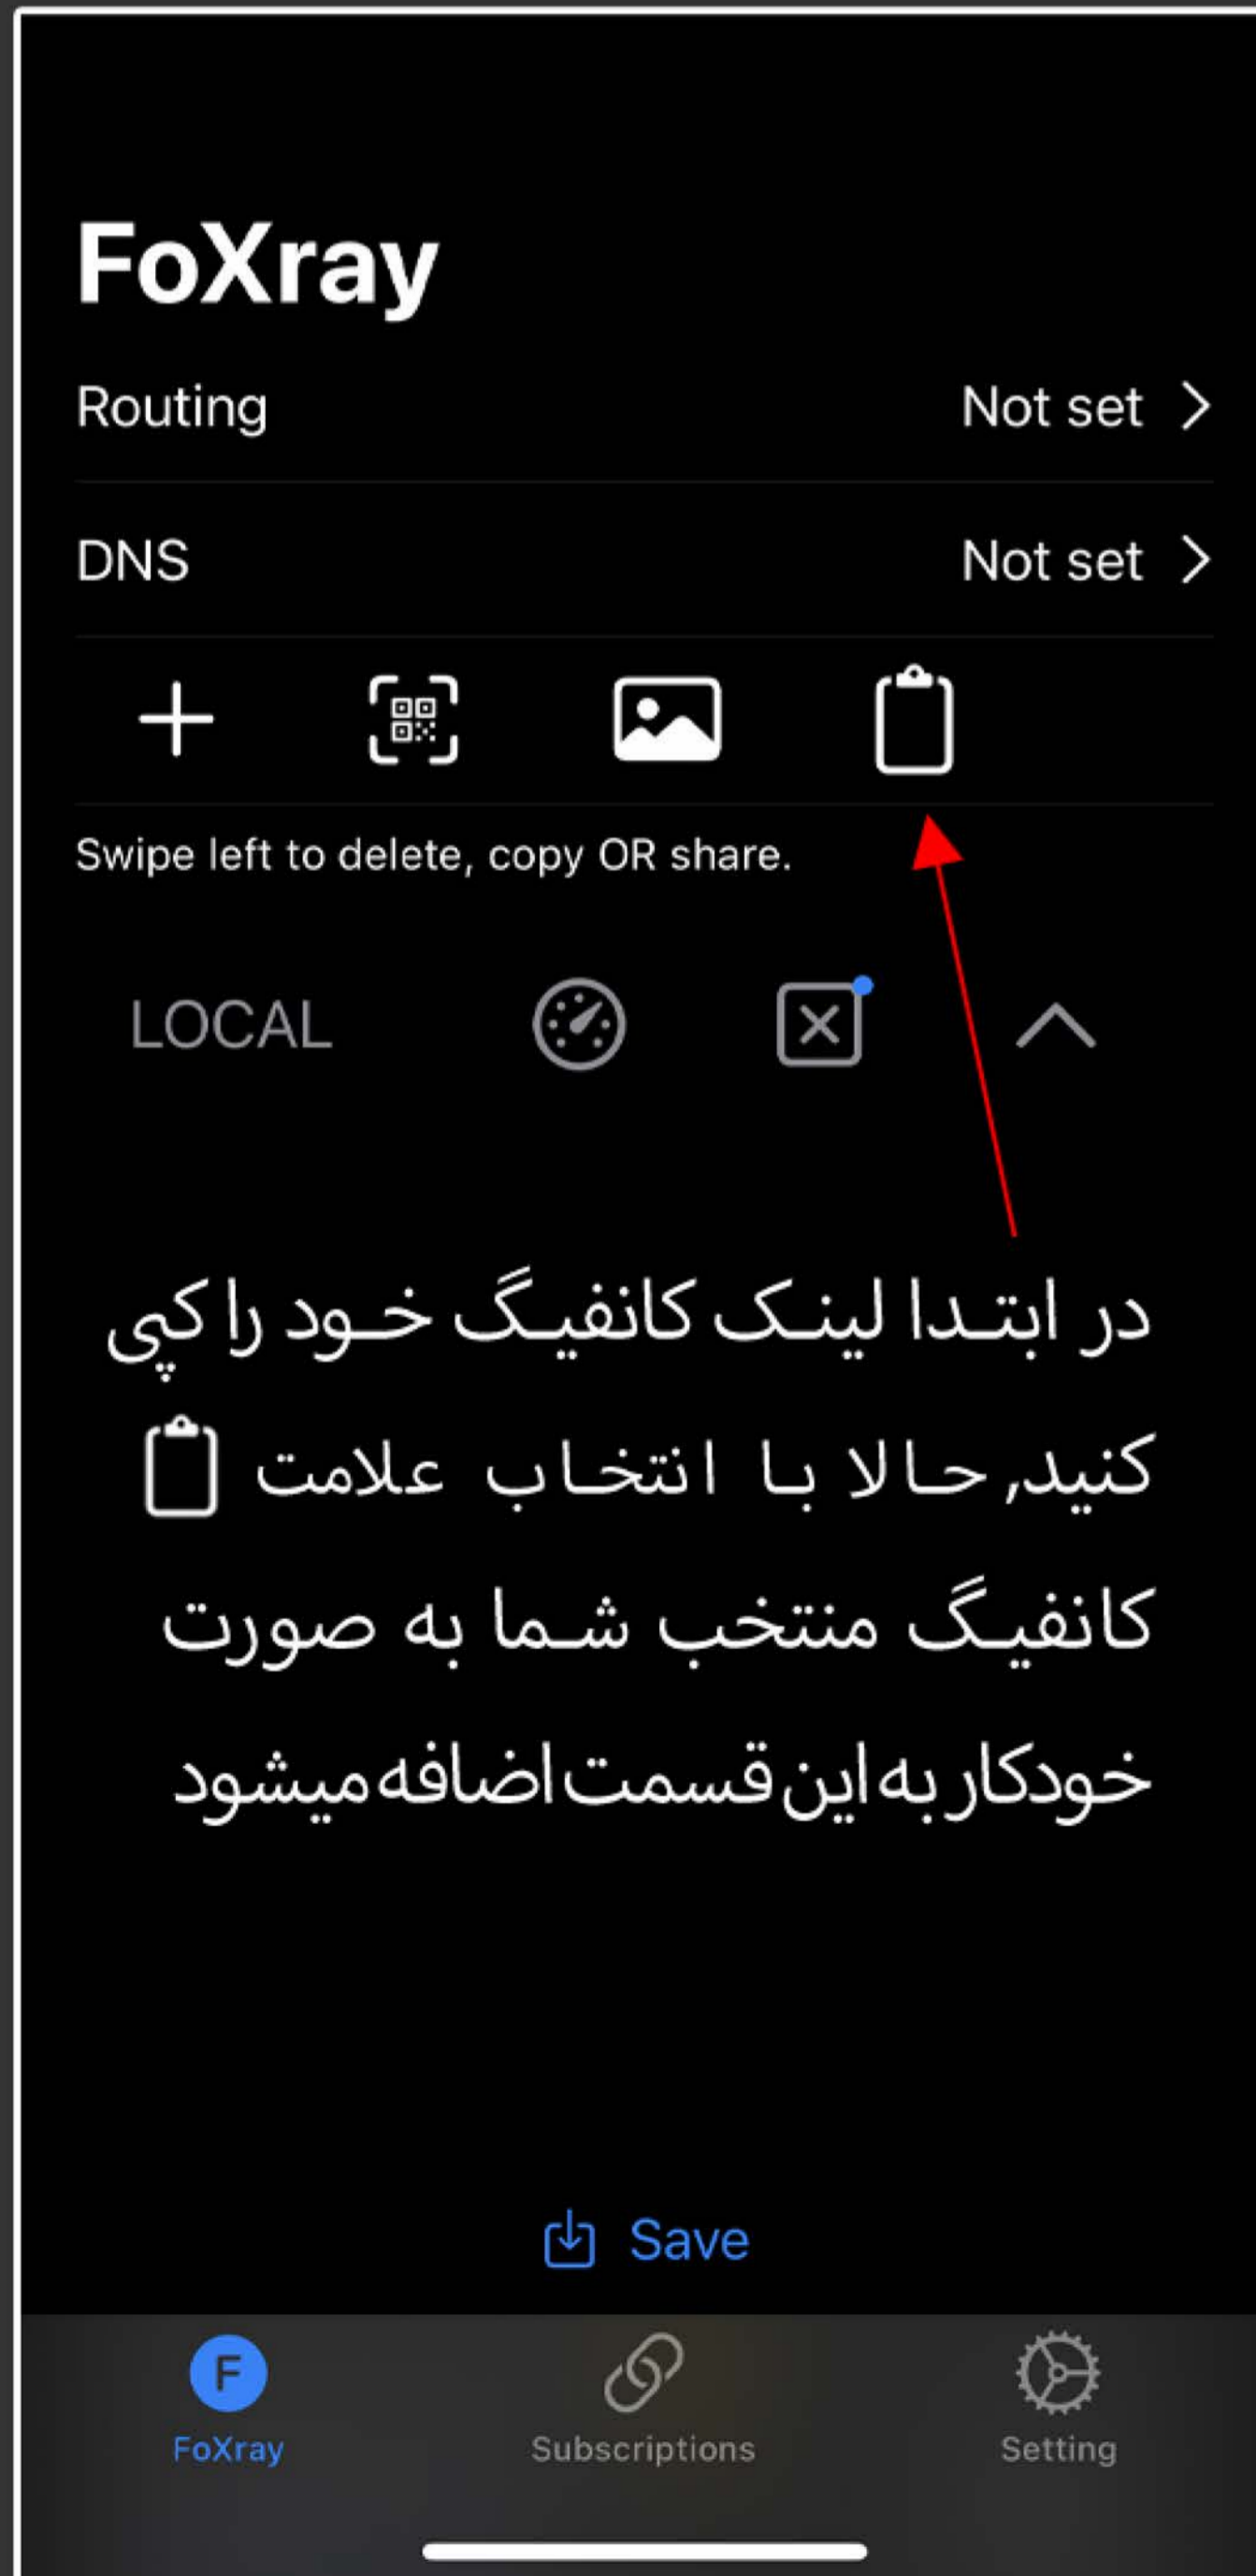 FoXray
Routing Not set
DNS Not set
Swipe left to delete, copy OR share.
LOCAL
در ابتدا لینک کانفیگ خود را کپی
کنید, حالا با انتخاب علامت
کانفیگ منتخب شما به صورت
خودکار به این قسمت اضافه میشود
Save
F
FoXray Subscriptions Setting